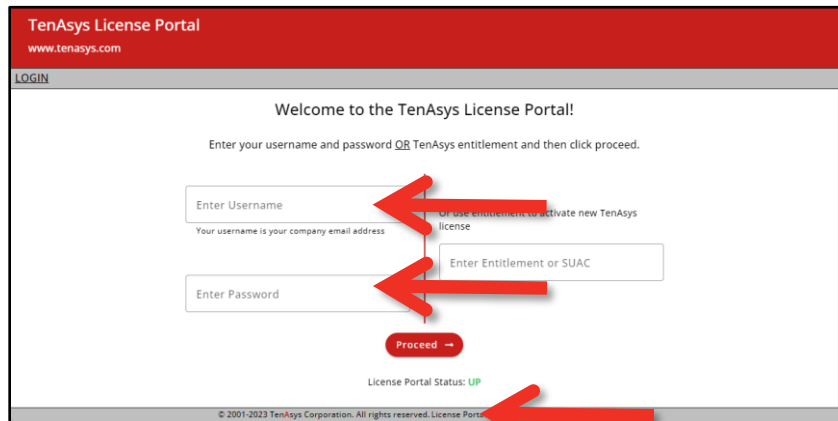 TenAsys License Portal
www.tenasys.com
LOGIN
Welcome to the TenAsys License Portal!
Enter your username and password OR TenAsys entitlement and then click proceed.
Enter Username
Your username is your company email address
Or use entitlement to activate new TenAsys
license
Enter Entitlement or SUAC
Enter Password
Proceed →
License Portal Status: UP
© 2001-2023 TenAsys Corporation. All rights reserved. License Portal